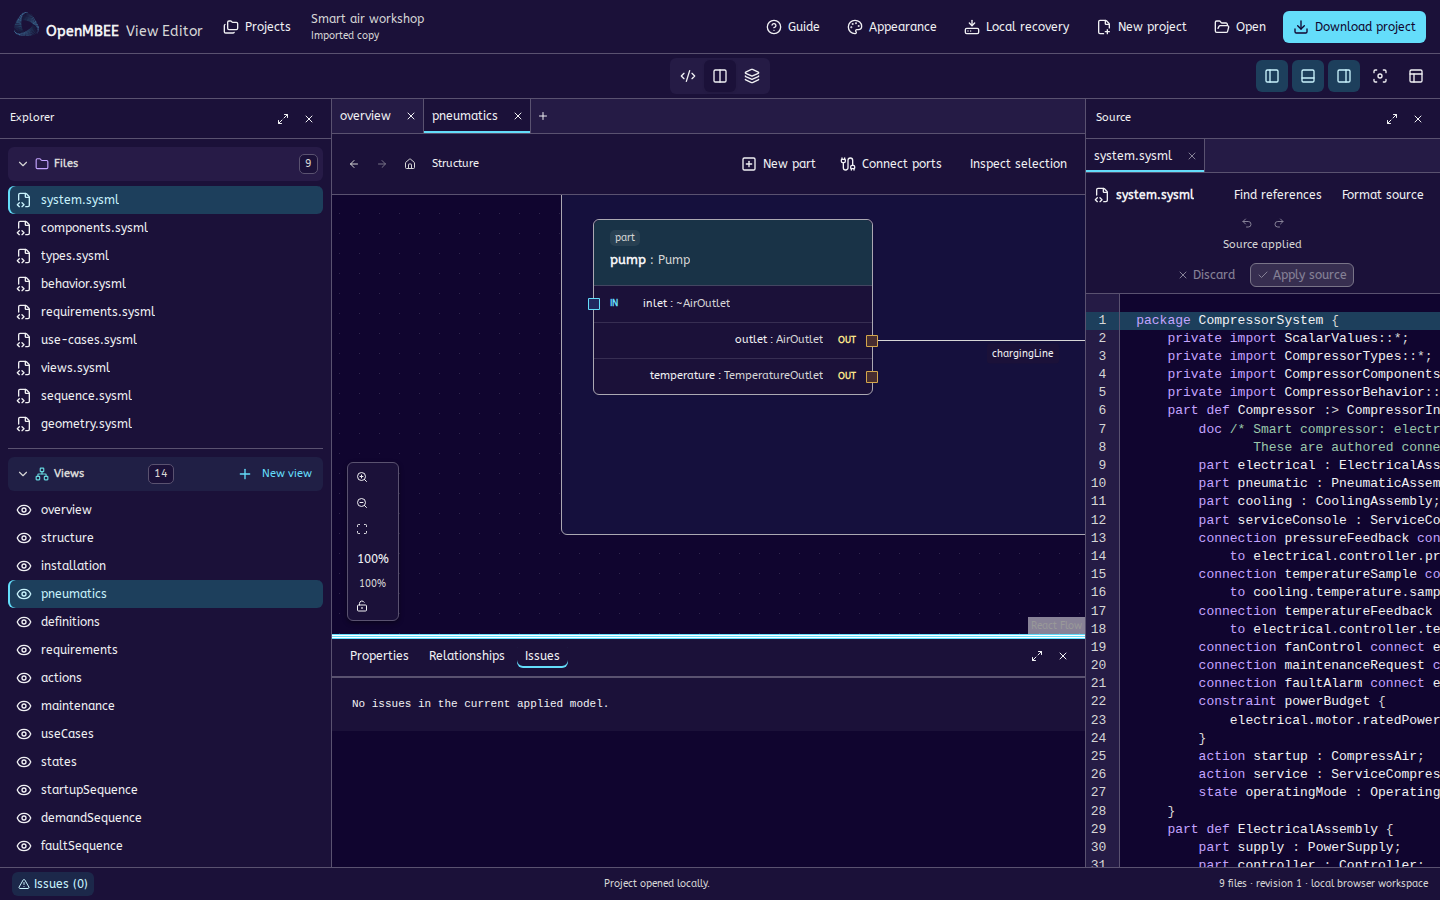 OpenMBEE View Editor
Projects
Smart air workshop
Imported copy
Guide
Appearance
Local recovery
New project
Open
Download project
Explorer
Files
9
system.sysml
components.sysml
types.sysml
behavior.sysml
requirements.sysml
use-cases.sysml
views.sysml
sequence.sysml
geometry.sysml
Views
14
New view
overview
structure
installation
pneumatics
definitions
requirements
actions
maintenance
useCases
states
startupSequence
demandSequence
faultSequence
overview
pneumatics
Structure
New part
Connect ports
Inspect selection
part
pump : Pump
IN inlet : ~AirOutlet
outlet : AirOutlet OUT
temperature : TemperatureOutlet OUT
chargingLine
100%
100%
React Flow
Properties
Relationships
Issues
No issues in the current applied model.
Source
system.sysml
system.sysml
Find references
Format source
Source applied
Discard
Apply source
1 package CompressorSystem {
2 private import ScalarValues::*;
3 private import CompressorTypes::*;
4 private import CompressorComponents
5 private import CompressorBehavior::
6 part def Compressor :> CompressorIn
7 doc /* Smart compressor: electr
8 These are authored conne
9 part electrical : ElectricalAss
10 part pneumatic : PneumaticAssem
11 part cooling : CoolingAssembly;
12 part serviceConsole : ServiceCo
13 connection pressureFeedback con
14 to electrical.controller.pr
15 connection temperatureSample co
16 to cooling.temperature.samp
17 connection temperatureFeedback
18 to electrical.controller.te
19 connection fanControl connect e
20 connection maintenanceRequest c
21 connection faultAlarm connect e
22 constraint powerBudget {
23 electrical.motor.ratedPower
24 }
25 action startup : CompressAir;
26 action service : ServiceCompres
27 state operatingMode : Operating
28 }
29 part def ElectricalAssembly {
30 part supply : PowerSupply;
31 part controller : Controller;
Issues (0)
Project opened locally.
9 files · revision 1 · local browser workspace